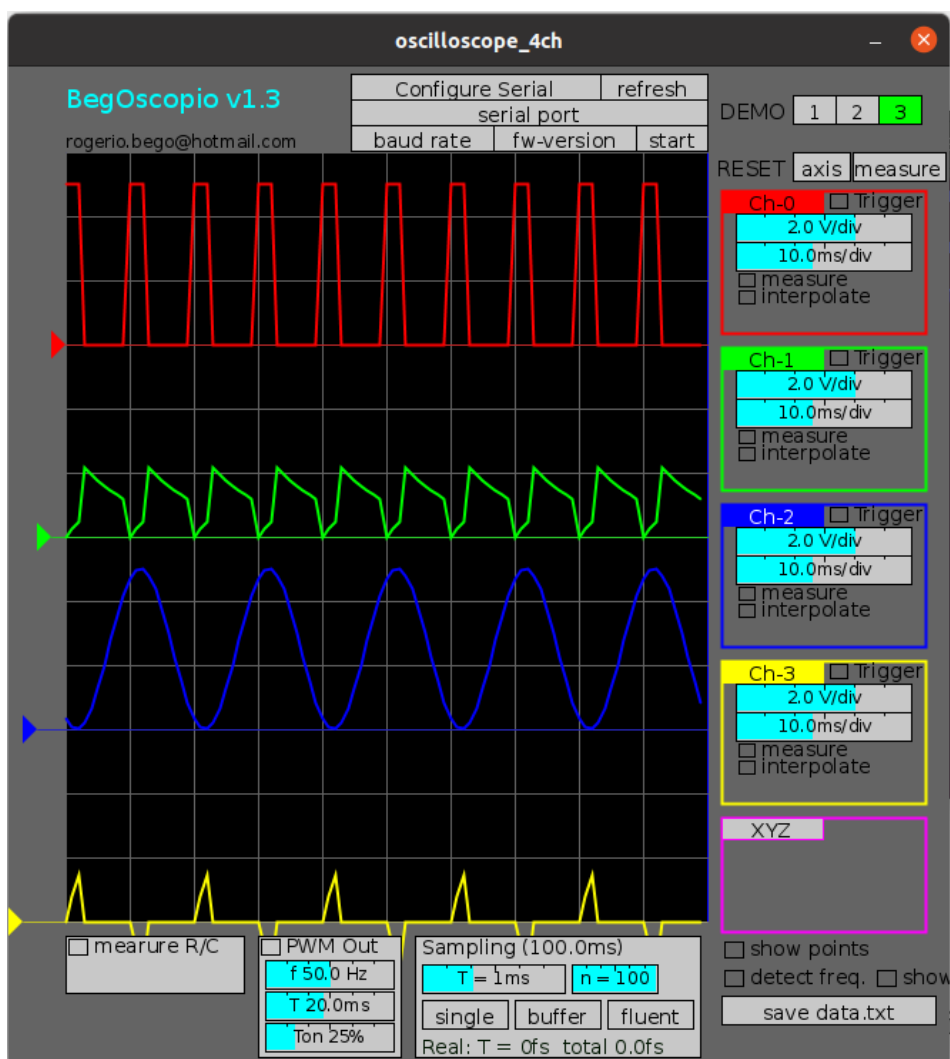 oscilloscope_4ch
BegOscopio v1.3
rogerio.bego@hotmail.com
Configure Serial refresh
serial port
baud rate fw-version start
DEMO 1 2 3
RESET axis measure
Ch-0 Trigger
2.0 V/div
10.0ms/div
measure
interpolate
Ch-1 Trigger
2.0 V/div
10.0ms/div
measure
interpolate
Ch-2 Trigger
2.0 V/div
10.0ms/div
measure
interpolate
Ch-3 Trigger
2.0 V/div
10.0ms/div
measure
interpolate
XYZ
show points
detect freq. show
save data.txt
mearure R/C
PWM Out
f 50.0 Hz
T 20.0ms
Ton 25%
Sampling (100.0ms)
T = 1ms n = 100
single buffer fluent
Real: T = 0fs total 0.0fs